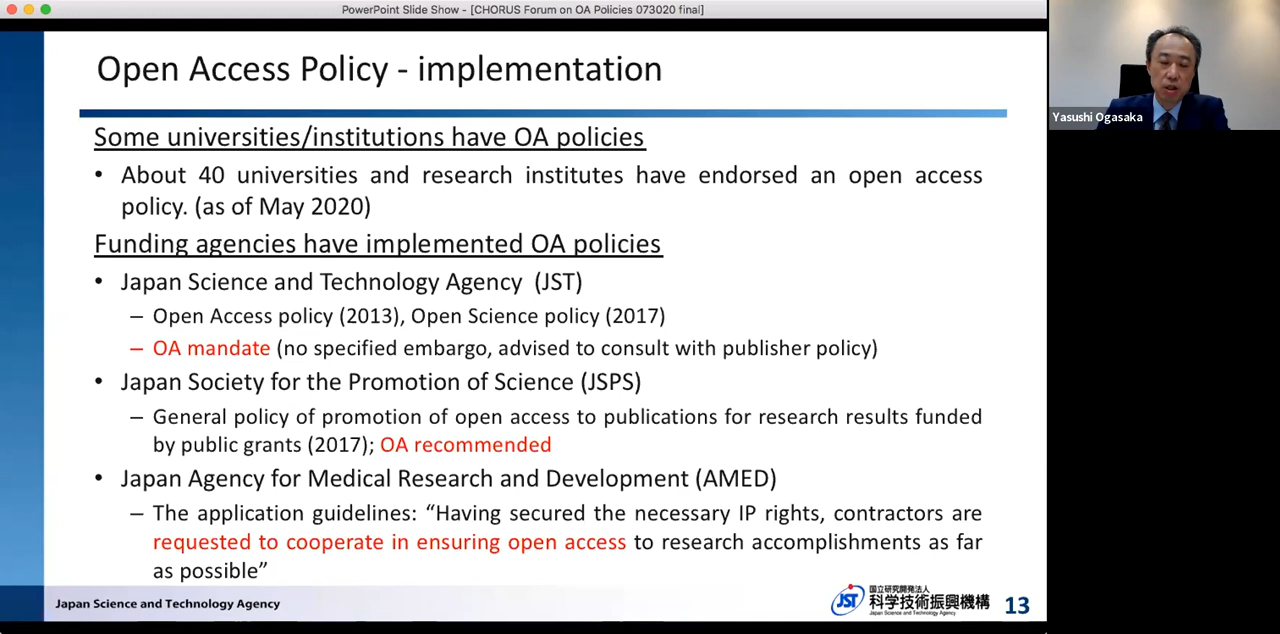 PowerPoint Slide Show - [CHORUS Forum on OA Policies 073020 final]
Open Access Policy - implementation
Some universities/institutions have OA policies
• About 40 universities and research institutes have endorsed an open access
policy. (as of May 2020)
Funding agencies have implemented OA policies
• Japan Science and Technology Agency (JST)
– Open Access policy (2013), Open Science policy (2017)
– OA mandate (no specified embargo, advised to consult with publisher policy)
• Japan Society for the Promotion of Science (JSPS)
– General policy of promotion of open access to publications for research results funded
by public grants (2017); OA recommended
• Japan Agency for Medical Research and Development (AMED)
– The application guidelines: “Having secured the necessary IP rights, contractors are
requested to cooperate in ensuring open access to research accomplishments as far
as possible”
Japan Science and Technology Agency
JST
国立研究開発法人
科学技術振興機構
Japan Science and Technology Agency
13
Yasushi Ogasaka